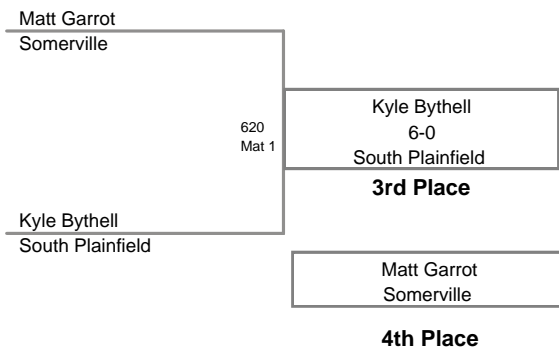 Matt Garrot
Somerville
620
Mat 1
Kyle Bythell
6-0
South Plainfield
3rd Place
Kyle Bythell
South Plainfield
Matt Garrot
Somerville
4th Place